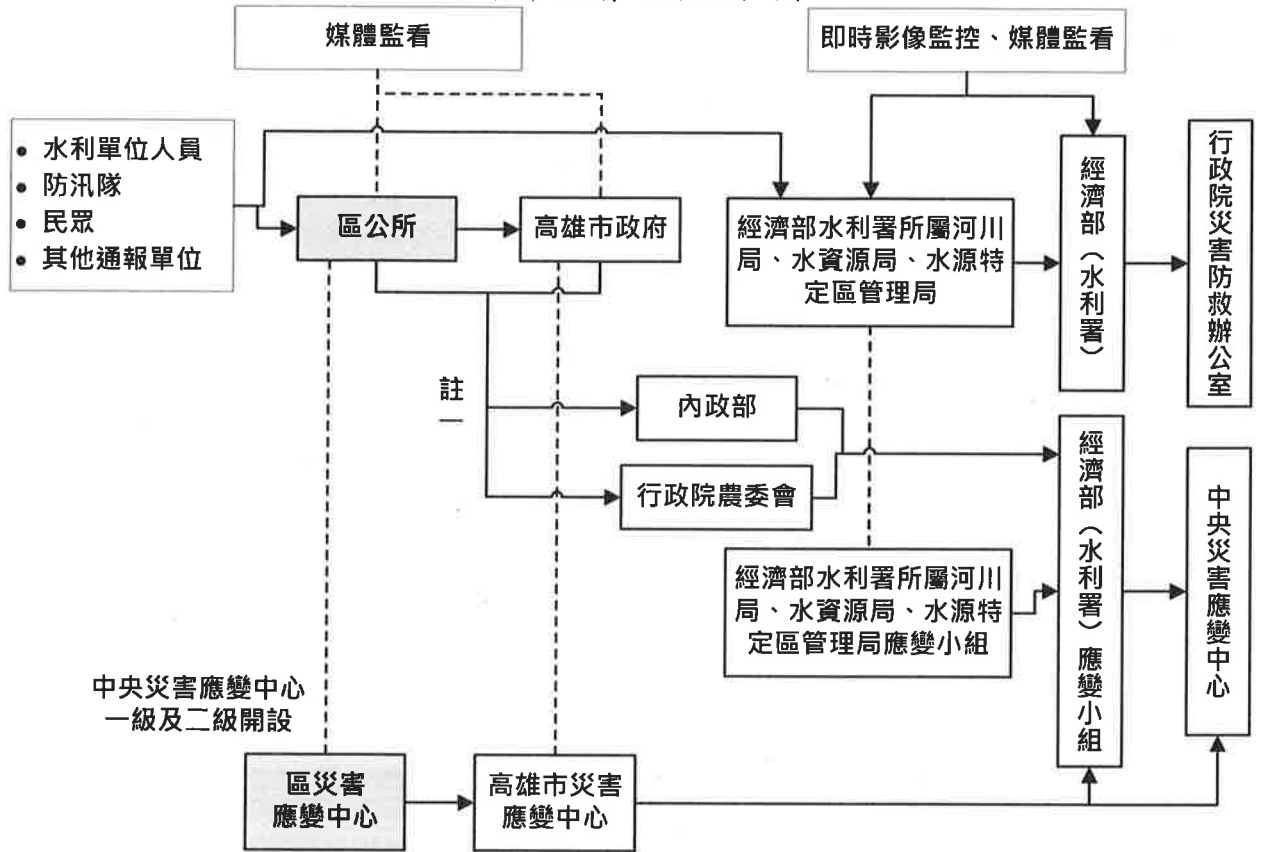 媒體監看
即時影像監控、媒體監看
• 水利單位人員
• 防汛隊
• 民眾
• 其他通報單位
區公所
高雄市政府
經濟部水利署所屬河川
局、水資源局、水源特
定區管理局
經濟部（水利署）
行政院災害防救辦公室
註一
內政部
行政院農委會
經濟部水利署所屬河川
局、水資源局、水源特
定區管理局應變小組
經濟部（水利署）應變小組
中央災害應變中心
中央災害應變中心
一級及二級開設
區災害
應變中心
高雄市災害
應變中心